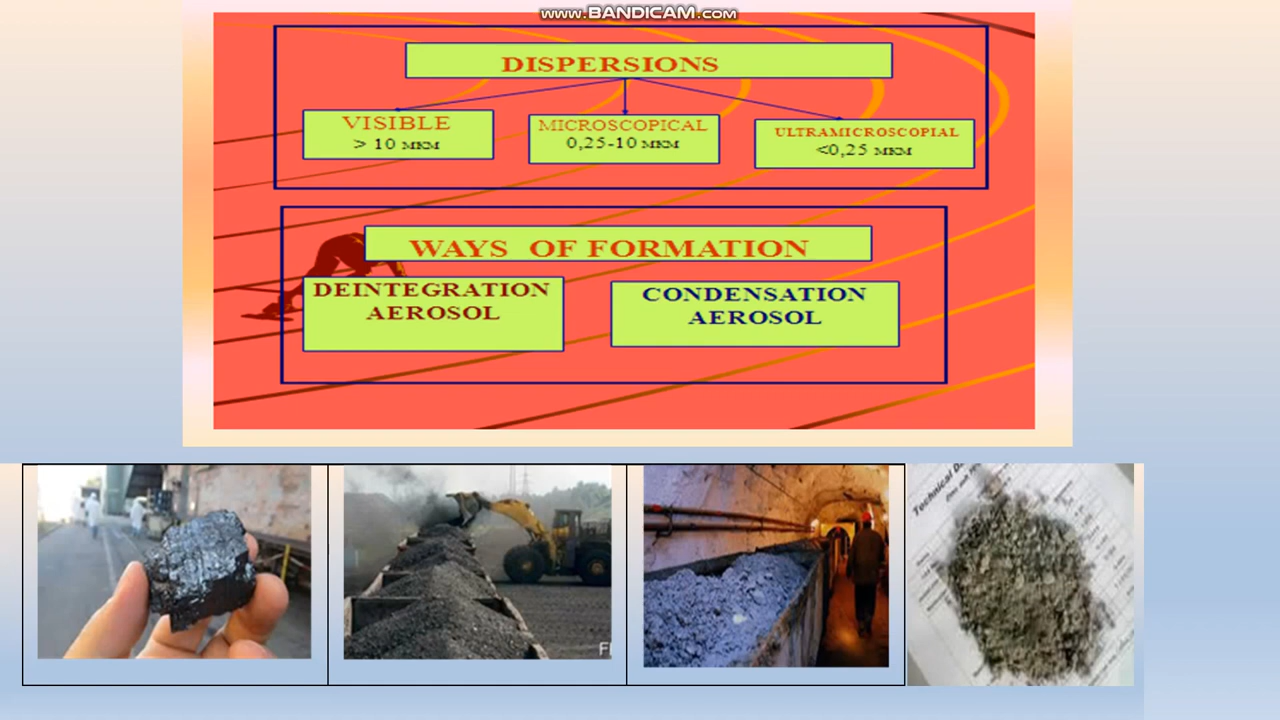 www.BANDICAM.com
DISPERSIONS
VISIBLE
> 10 мкм
MICROSCOPICAL
0,25-10 мкм
ULTRAMICROSCOPIAL
<0,25 мкм
WAYS OF FORMATION
DEINTEGRATION
AEROSOL
CONDENSATION
AEROSOL
Technical D